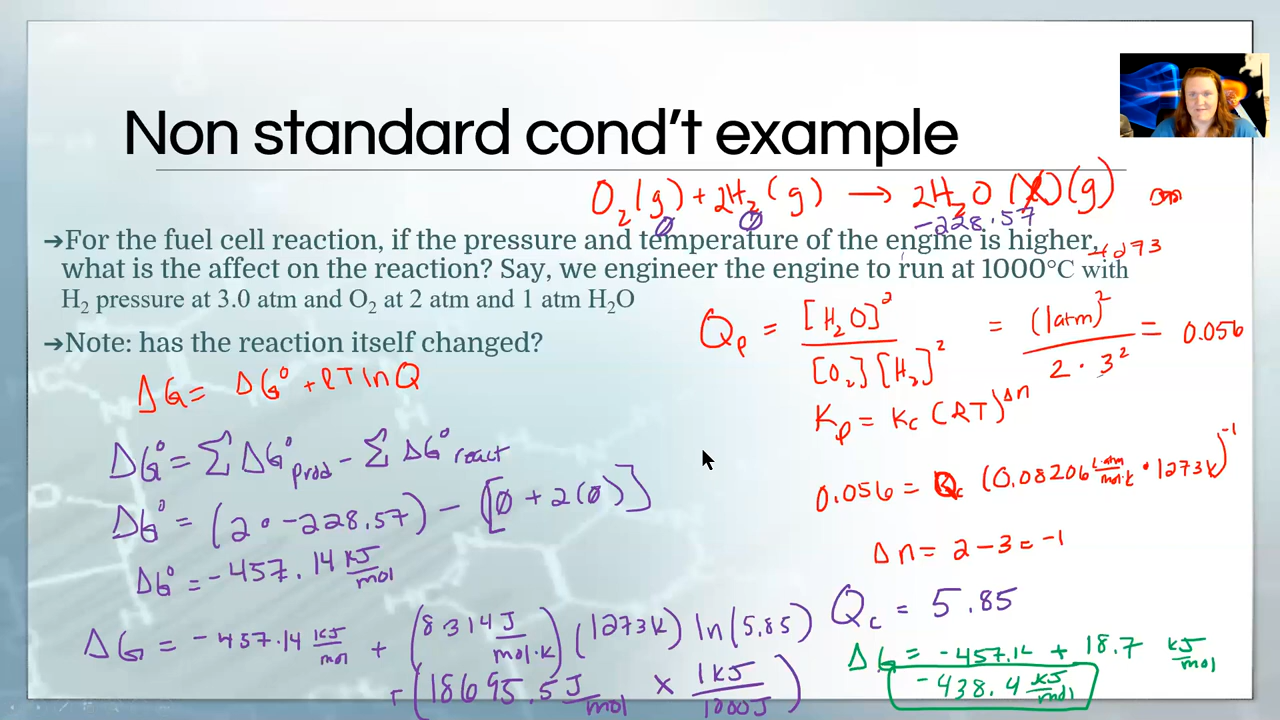 Non standard cond't example
O₂(g) + 2H₂(g) → 2H₂O (g)
0 0 -228.57
→For the fuel cell reaction, if the pressure and temperature of the engine is higher,
1273
what is the affect on the reaction? Say, we engineer the engine to run at 1000°C with
H₂ pressure at 3.0 atm and O₂ at 2 atm and 1 atm H₂O
→Note: has the reaction itself changed?
Qp = [H₂O]² / [O₂][H₂]² = (1atm)² / 2 · 3² = 0.056
ΔG = ΔG° + RT ln Q
Kp = Kc (RT)^Δn
ΔG° = Σ ΔG° prod - Σ ΔG° react
0.056 = Qc (0.08206 L·atm/mol·K · 1273K)^-1
ΔG° = (2 · -228.57) - [0 + 2(0)]
Δn = 2 - 3 = -1
ΔG° = -457.14 kJ/mol
Qc = 5.85
ΔG = -457.14 kJ/mol + (8.314 J/mol·K)(1273K) ln(5.85)
ΔG = -457.14 + 18.7 kJ/mol
+ (18695.5 J/mol × 1kJ/1000J)
-438.4 kJ/mol